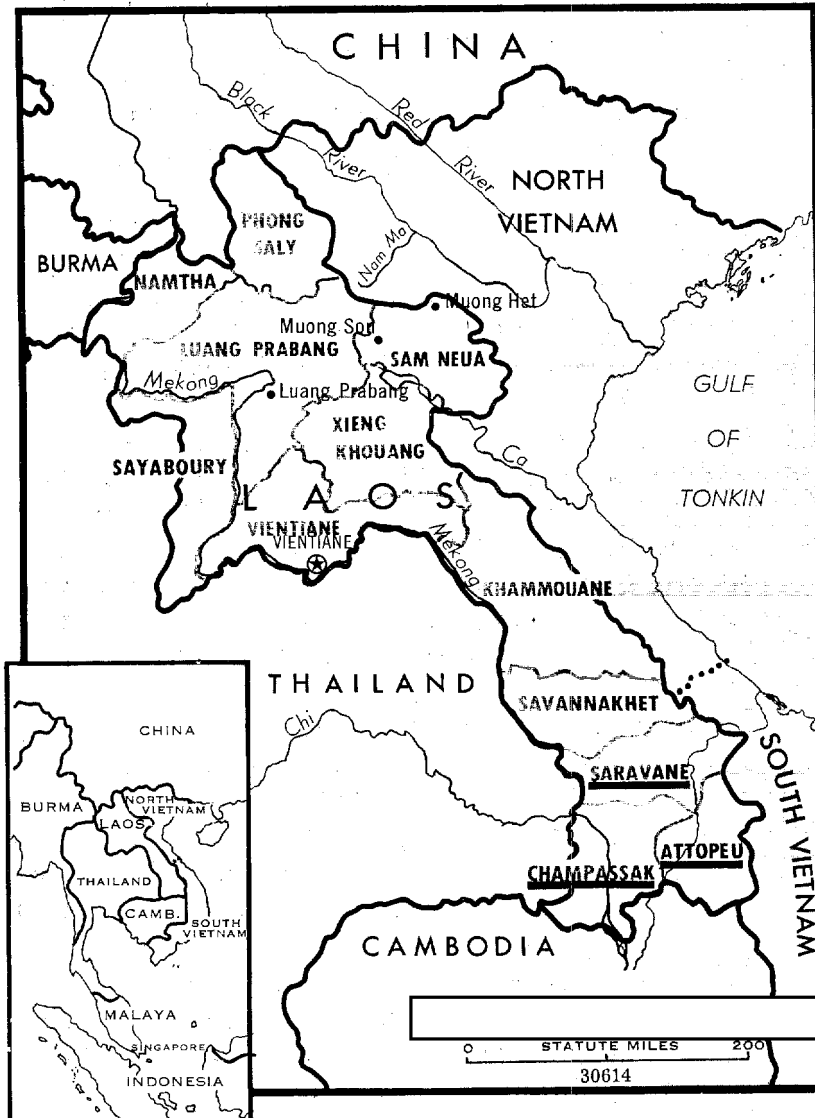 CHINA
Black
Red
River
River
NORTH
VIETNAM
PHONG
SALY
Nam Ma
BURMA
NAMTHA
Muong Het
Muong Son
LUANG PRABANG
SAM NEUA
Mekong
Luang Prabang
GULF
OF
TONKIN
XIENG
KHOUANG
SAYABOURY
Ca
LAOS
VIENTIANE
VIENTIANE
Mekong
KHAMMOUANE
THAILAND
SAVANNAKHET
Chi
SARAVANE
SOUTH VIETNAM
ATTOPEU
CHAMPASSAK
CAMBODIA
STATUTE MILES
0 200
30614
CHINA
BURMA
NORTH
VIETNAM
LAOS
THAILAND
CAMB.
SOUTH
VIETNAM
MALAYA
SINGAPORE
INDONESIA